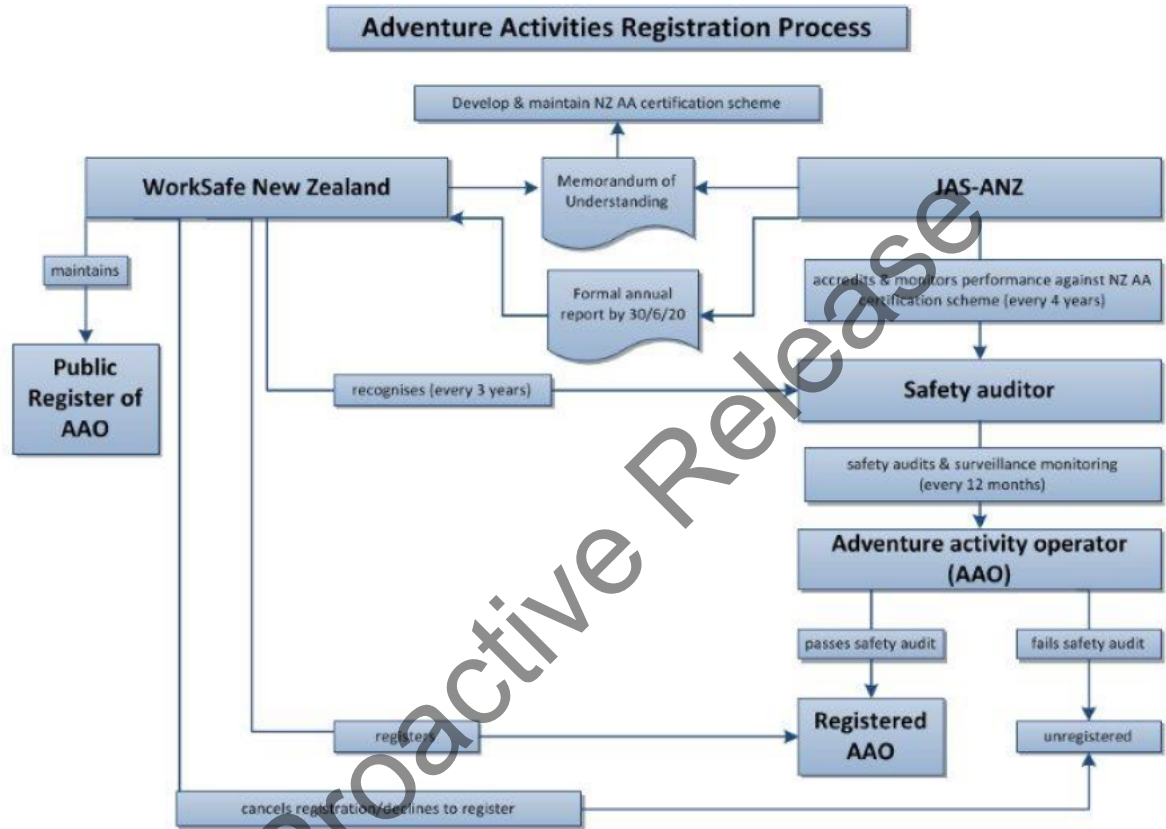 Adventure Activities Registration Process
Develop & maintain NZ AA certification scheme
WorkSafe New Zealand
Memorandum of
Understanding
JAS-ANZ
maintains
Formal annual
report by 30/6/20
accredits & monitors performance against NZ AA
certification scheme (every 4 years)
Public
Register of
AAO
recognises (every 3 years)
Safety auditor
safety audits & surveillance monitoring
(every 12 months)
Adventure activity operator
(AAO)
passes safety audit
fails safety audit
registers
Registered
AAO
unregistered
cancels registration/declines to register
Proactive Release